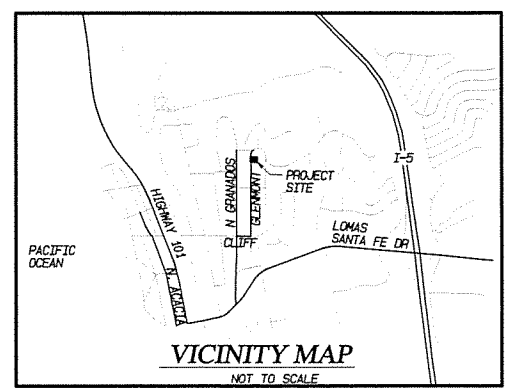 I-5
N GRANADOS
GLENMONT
PROJECT
SITE
HIGHWAY 101
N. ACACIA
CLIFF
LOMAS
SANTA FE DR
PACIFIC
OCEAN
VICINITY MAP
NOT TO SCALE